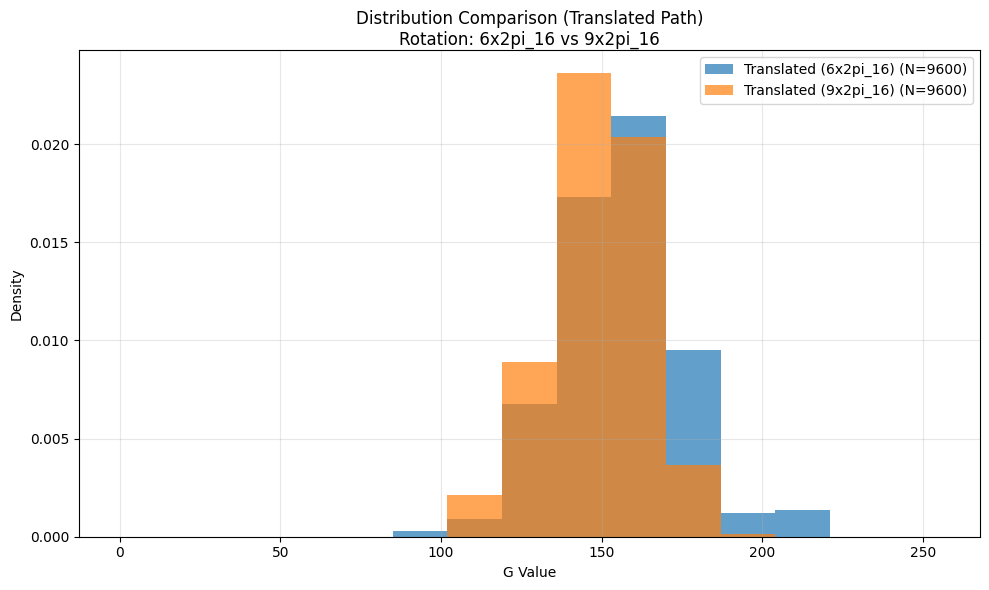 Distribution Comparison (Translated Path)
Rotation: 6x2pi_16 vs 9x2pi_16
Translated (6x2pi_16) (N=9600)
Translated (9x2pi_16) (N=9600)
Density
0.020
0.015
0.010
0.005
0.000
0 50 100 150 200 250
G Value